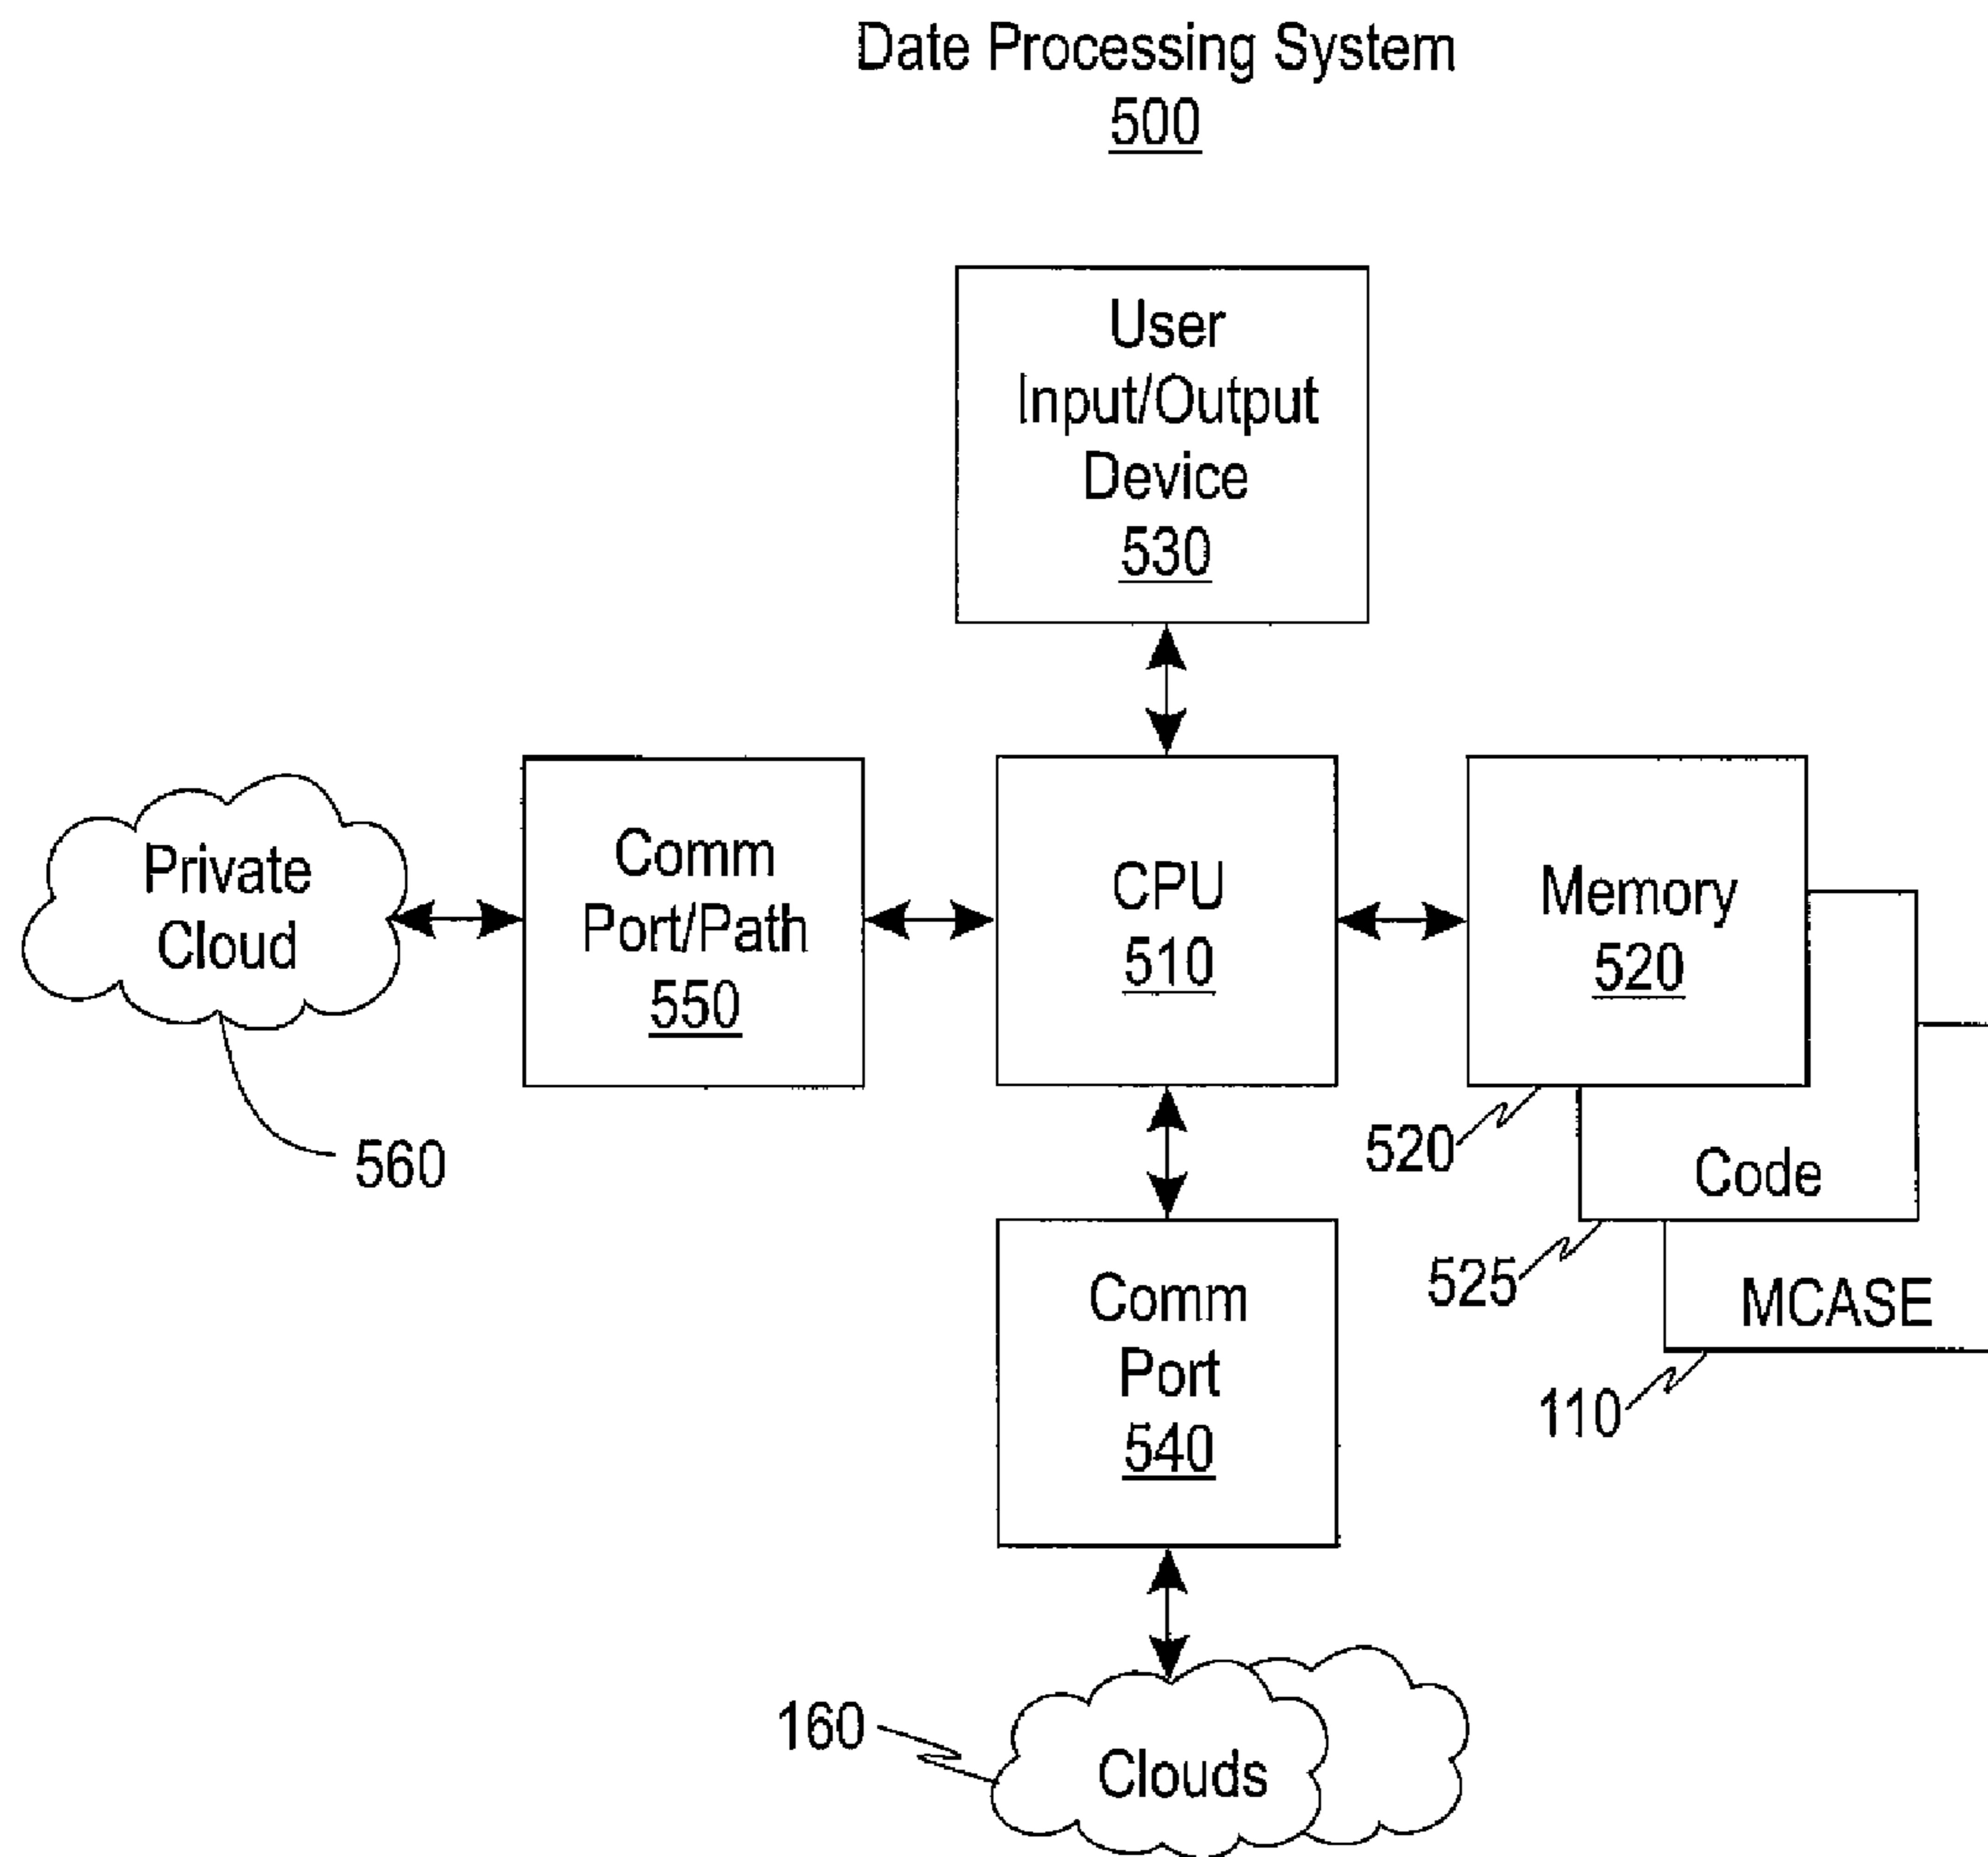 Date Processing System
500
User
Input/Output
Device
530
Private
Cloud
560
Comm
Port/Path
550
CPU
510
Memory
520
520
Code
525
MCASE
110
Comm
Port
540
160
Clouds